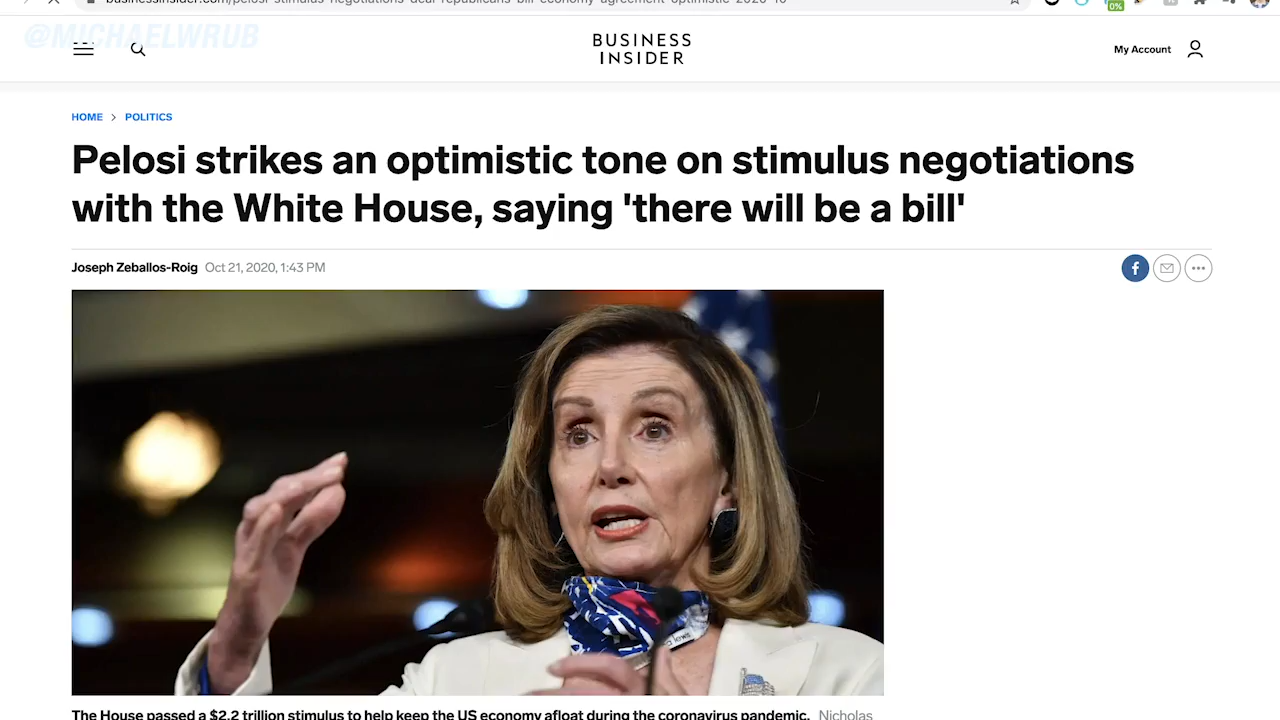 businessinsider.com/pelosi-stimulus-negotiations-deal-republicans-bill-economy-agreement-optimistic-2020-10
0%
@MICHAELWRUB
BUSINESS
INSIDER
My Account
HOME > POLITICS
Pelosi strikes an optimistic tone on stimulus negotiations
with the White House, saying 'there will be a bill'
Joseph Zeballos-Roig Oct 21, 2020, 1:43 PM
The House passed a $2.2 trillion stimulus to help keep the US economy afloat during the coronavirus pandemic. Nicholas